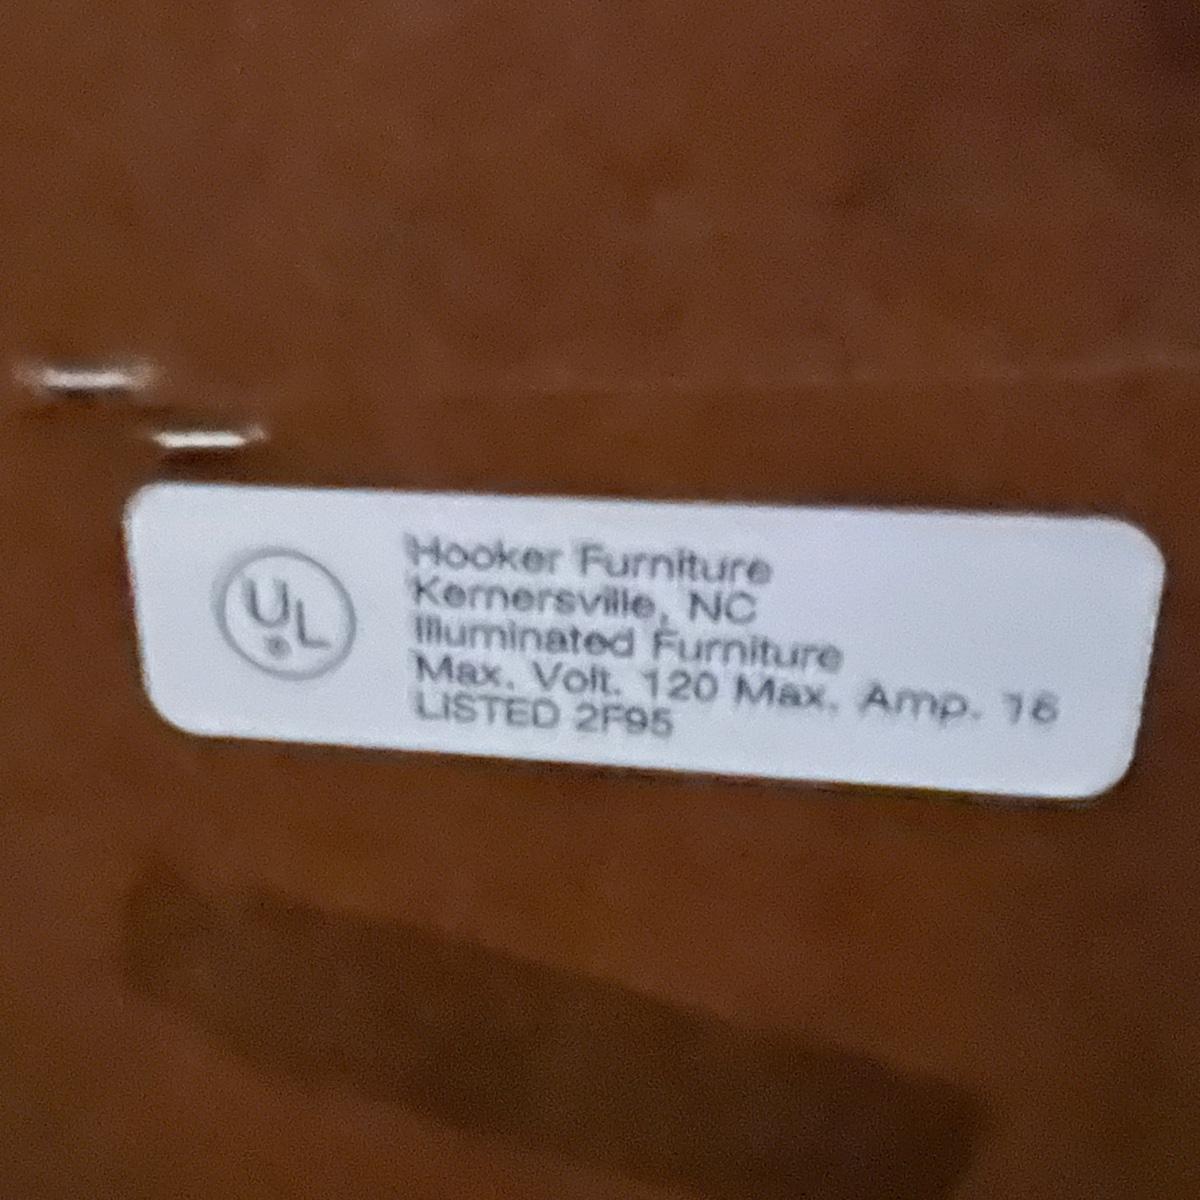 UL
®
Hooker Furniture
Kernersville, NC
Illuminated Furniture
Max. Volt. 120 Max. Amp. 16
LISTED 2F95